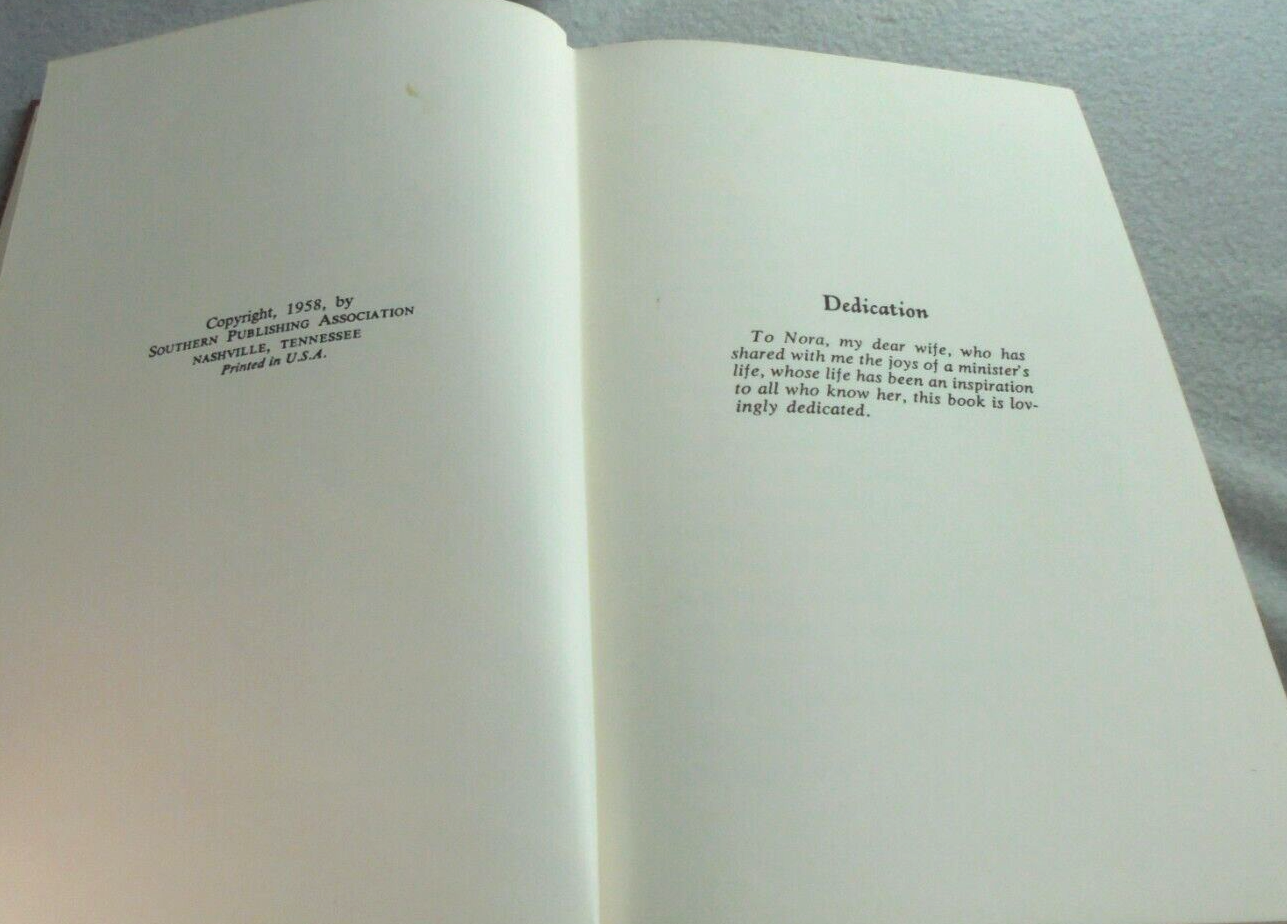 Copyright, 1958, by
SOUTHERN PUBLISHING ASSOCIATION
NASHVILLE, TENNESSEE
Printed in U.S.A.
Dedication
To Nora, my dear wife, who has
shared with me the joys of a minister's
life, whose life has been an inspiration
to all who know her, this book is lov-
ingly dedicated.